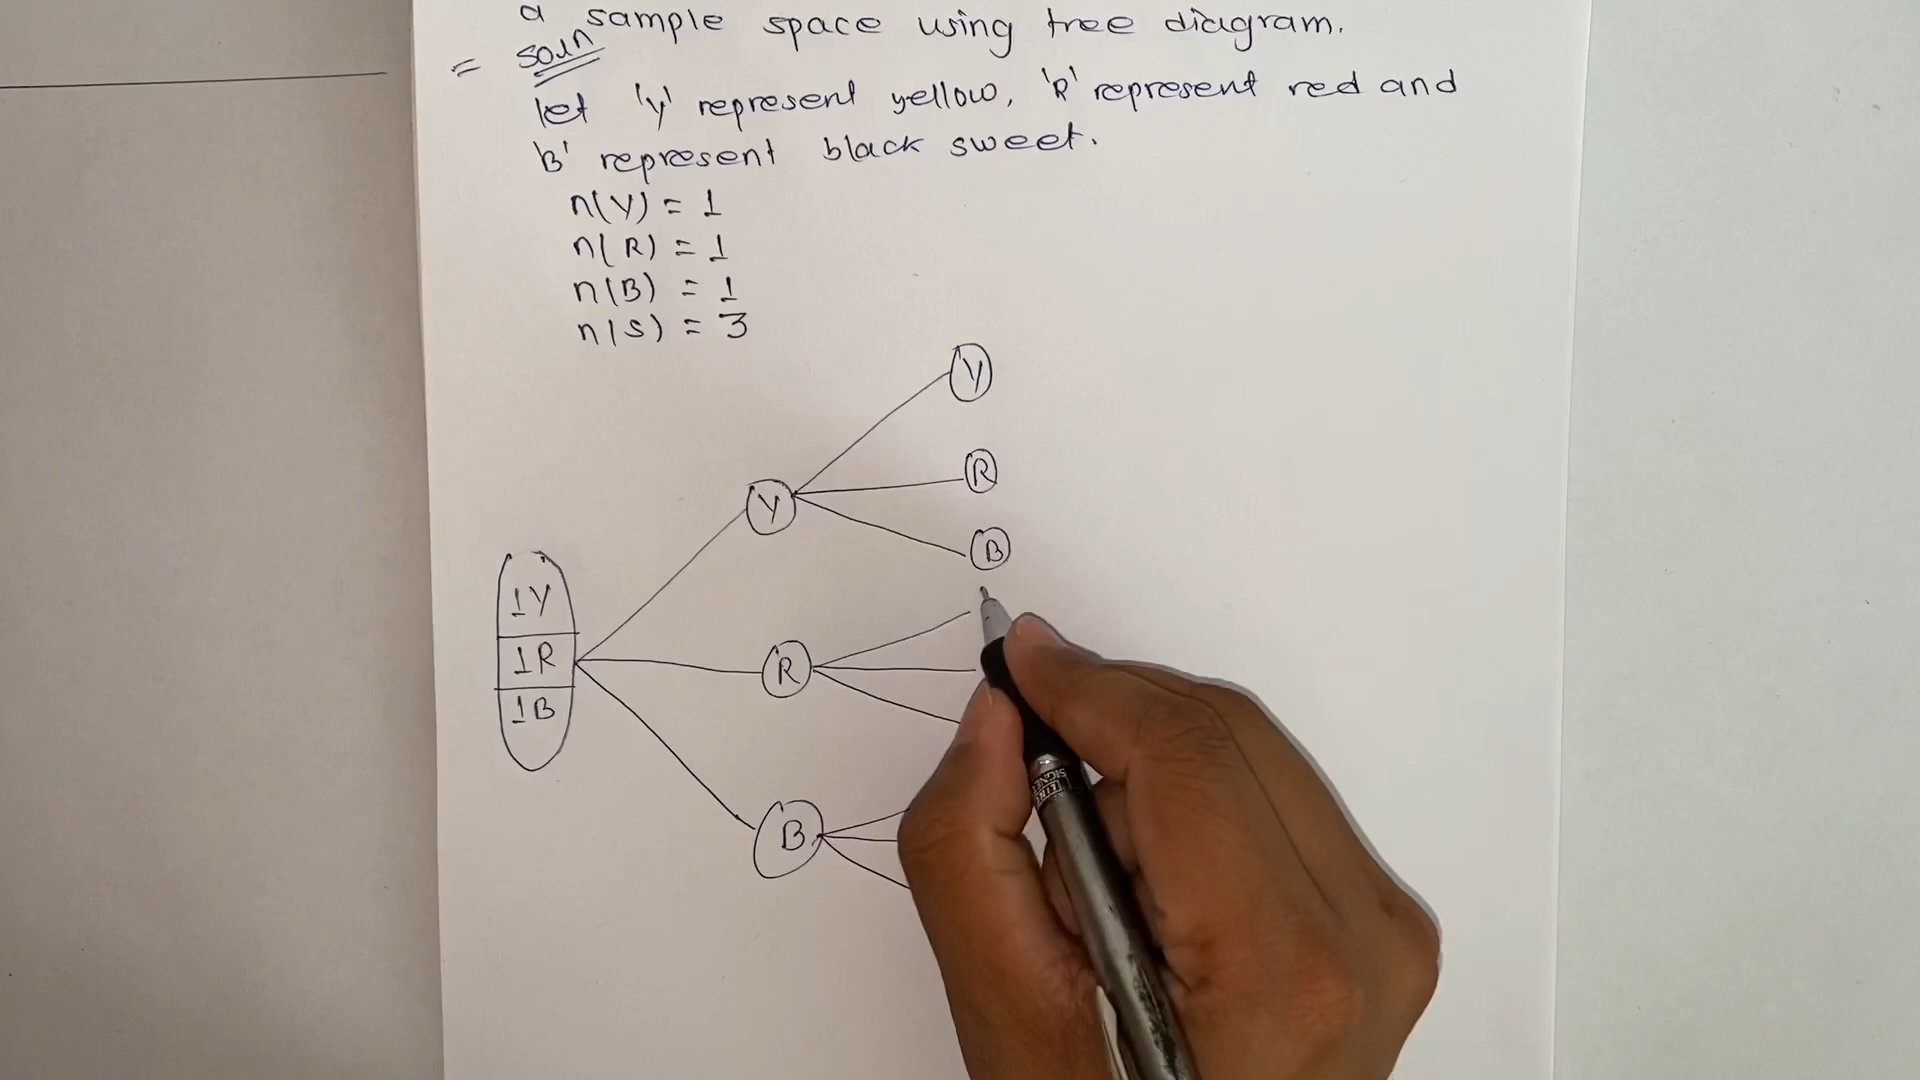 a sample space using tree diagram.
= soln
let 'y' represent yellow, 'R' represent red and
'B' represent black sweet.
n(Y) = 1
n(R) = 1
n(B) = 1
n(S) = 3
Y
R
Y
B
1Y
1R
R
1B
B